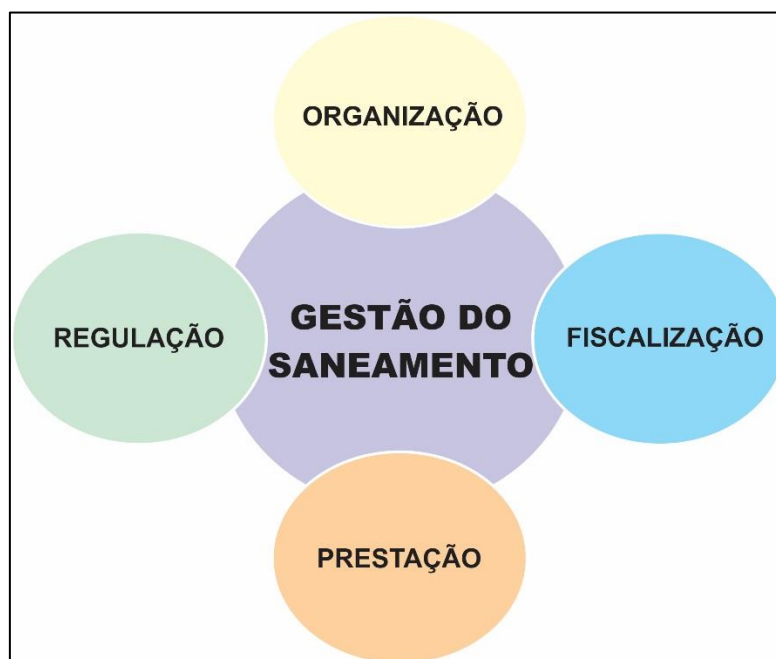 ORGANIZAÇÃO
REGULAÇÃO
GESTÃO DO
SANEAMENTO
FISCALIZAÇÃO
PRESTAÇÃO